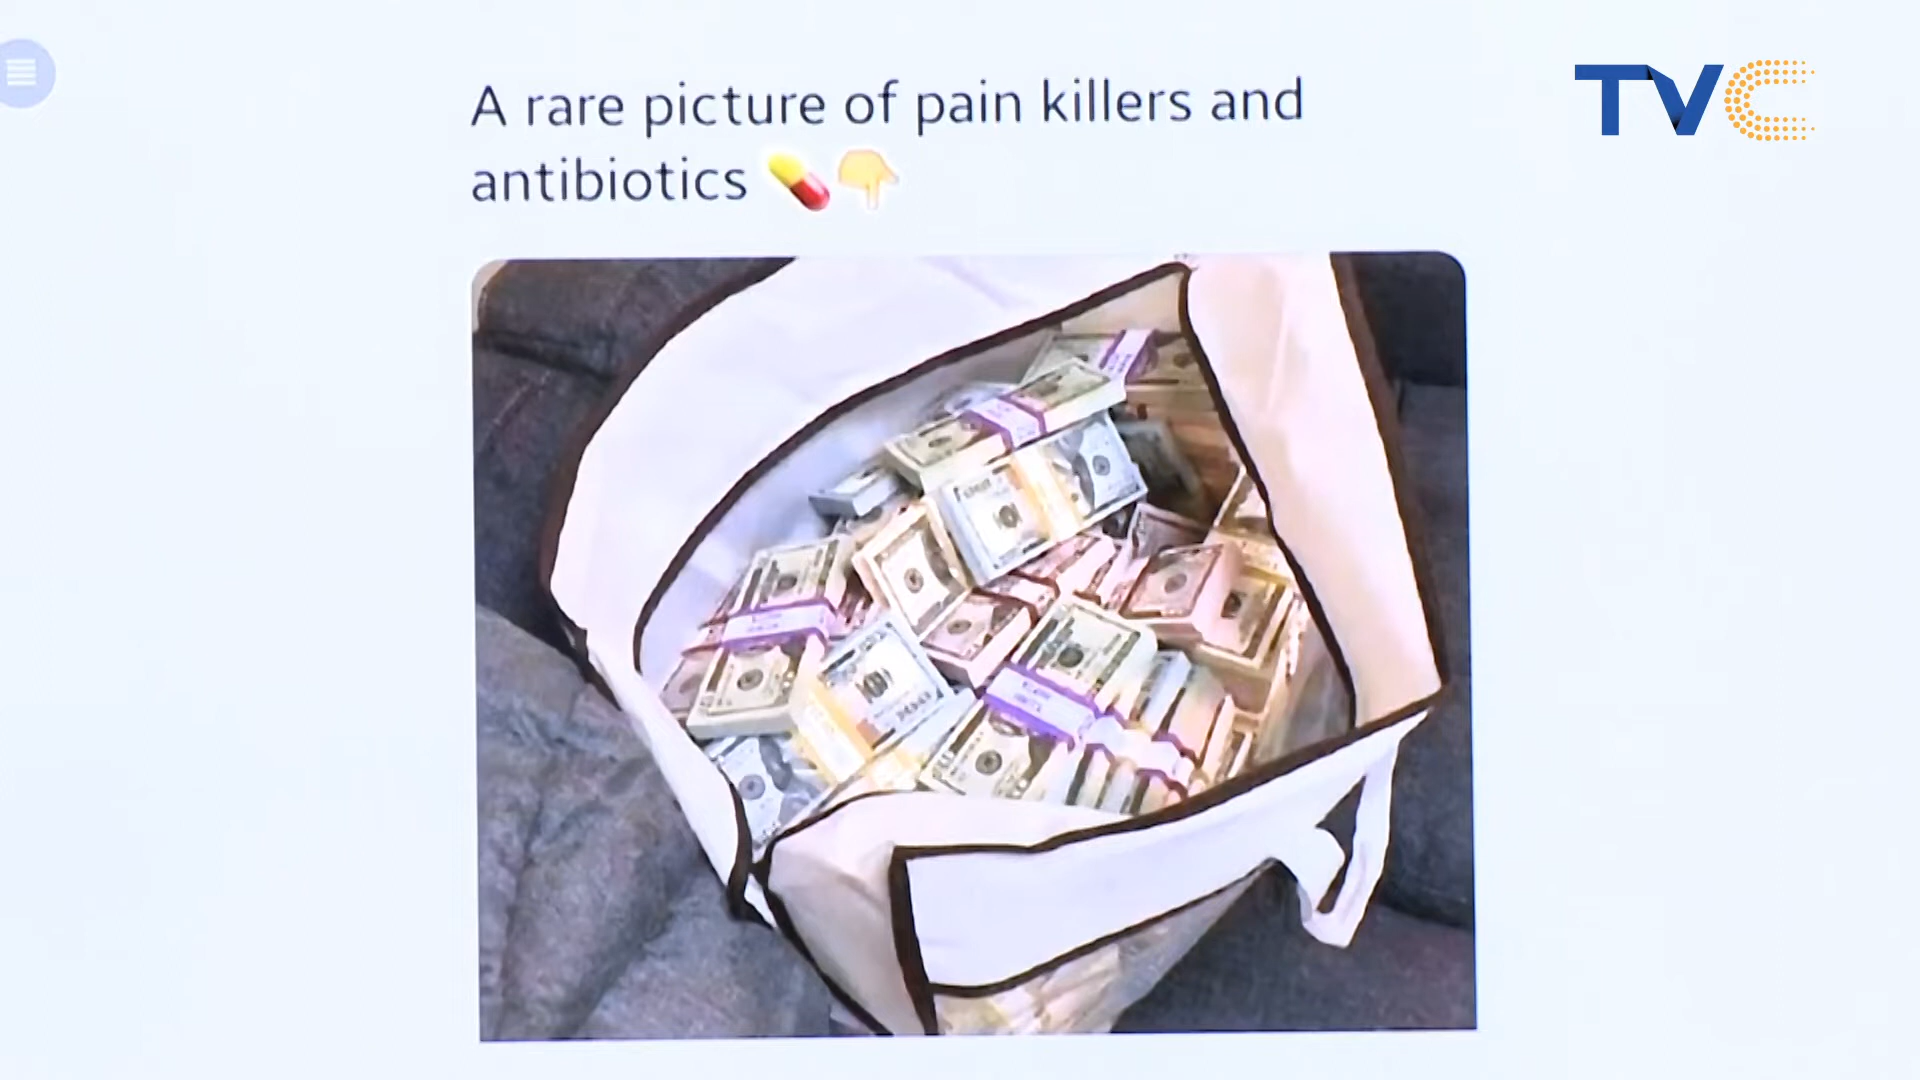 TVC
A rare picture of pain killers and
antibiotics 💊👇